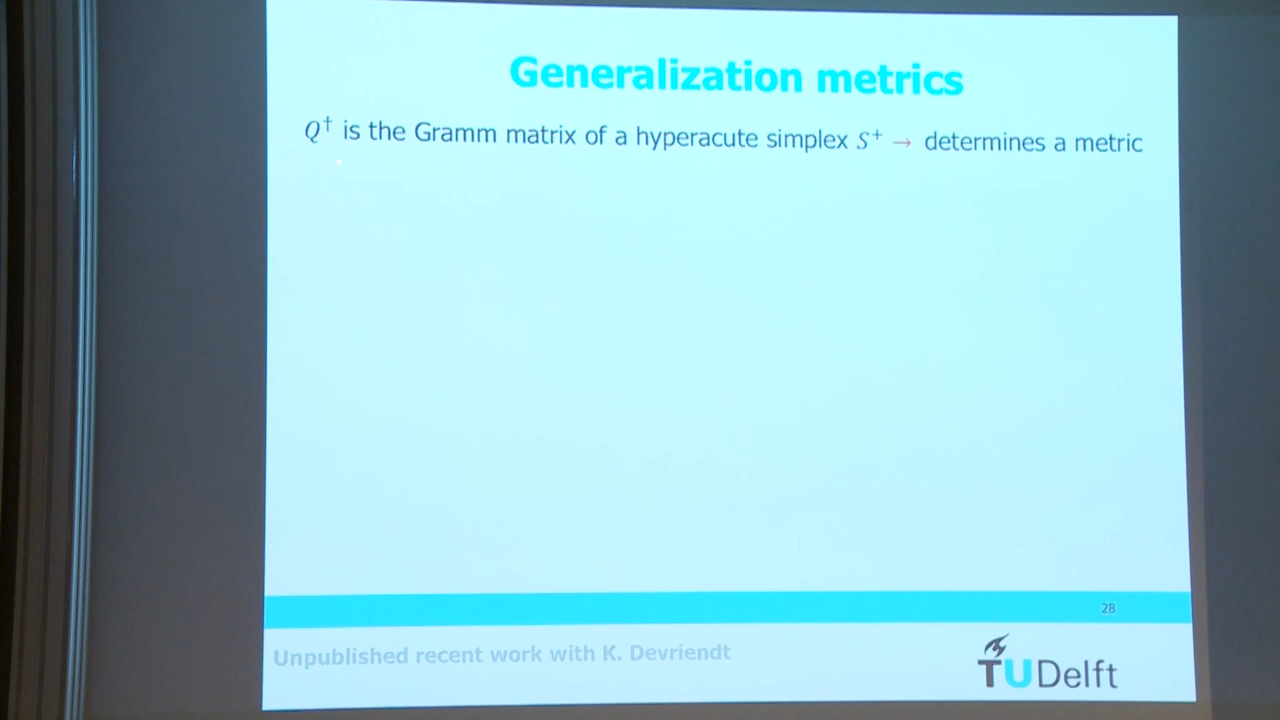 Generalization metrics
Q† is the Gramm matrix of a hyperacute simplex S⁺ → determines a metric
28
Unpublished recent work with K. Devriendt
TUDelft